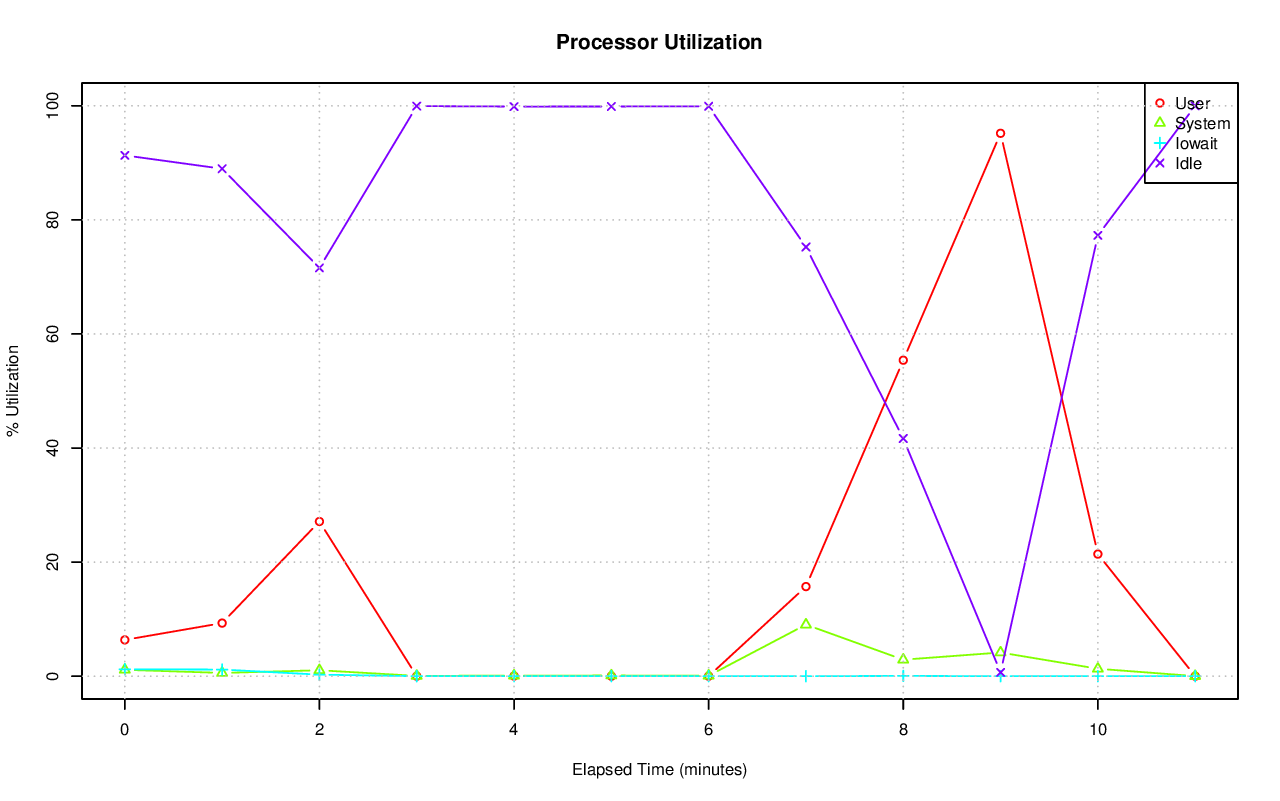 Processor Utilization
% Utilization
100
80
60
40
20
0
User
System
Iowait
Idle
0 2 4 6 8 10
Elapsed Time (minutes)